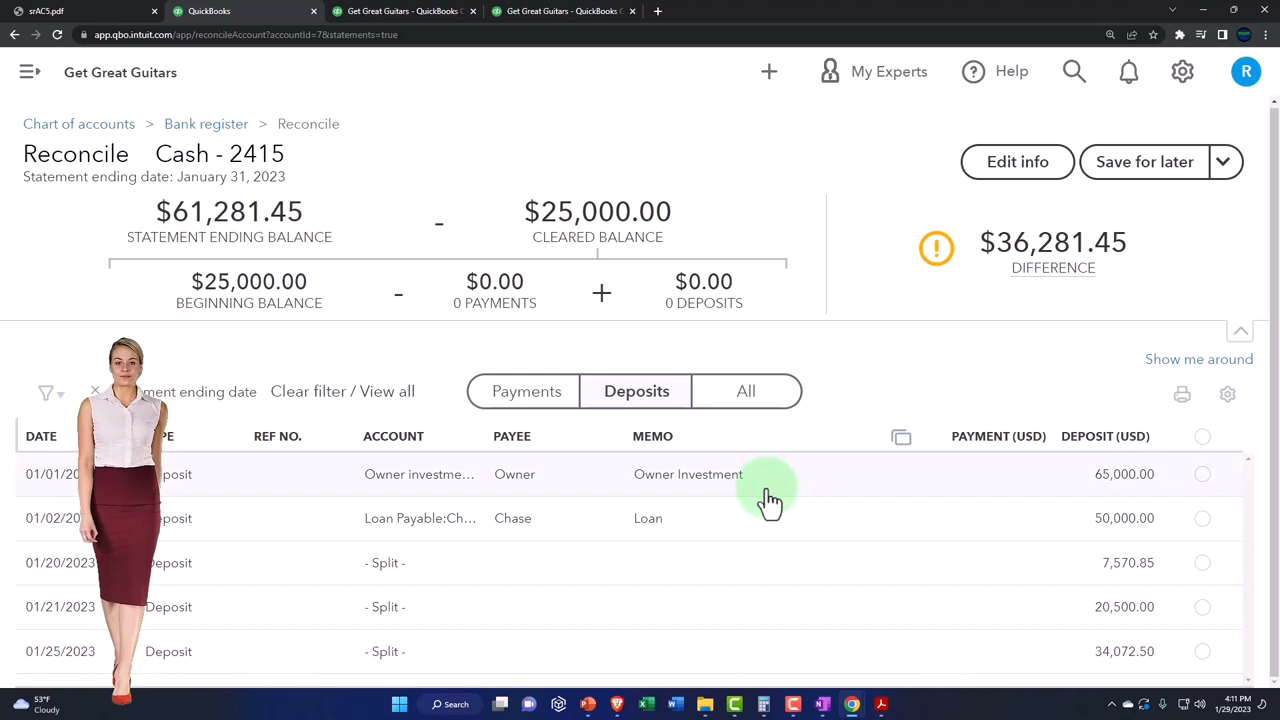 srAC5.pdf × QuickBooks × Get Great Guitars - QuickBooks C × Get Great Guitars - QuickBooks C × +
app.qbo.intuit.com/app/reconcileAccount?accountId=7&statements=true
Get Great Guitars + My Experts Help R
Chart of accounts > Bank register > Reconcile
Reconcile Cash - 2415 Edit info Save for later
Statement ending date: January 31, 2023
$61,281.45 - $25,000.00 $36,281.45
STATEMENT ENDING BALANCE CLEARED BALANCE DIFFERENCE
$25,000.00 - $0.00 + $0.00
BEGINNING BALANCE 0 PAYMENTS 0 DEPOSITS
Show me around
× ment ending date Clear filter / View all Payments Deposits All
DATE PE REF NO. ACCOUNT PAYEE MEMO PAYMENT (USD) DEPOSIT (USD)
01/01/20 posit Owner investme... Owner Owner Investment 65,000.00
01/02/20 posit Loan Payable:Ch... Chase Loan 50,000.00
01/20/2023 posit - Split - 7,570.85
01/21/2023 Deposit - Split - 20,500.00
01/25/2023 Deposit - Split - 34,072.50
53°F
Cloudy
Search
4:11 PM
1/29/2023